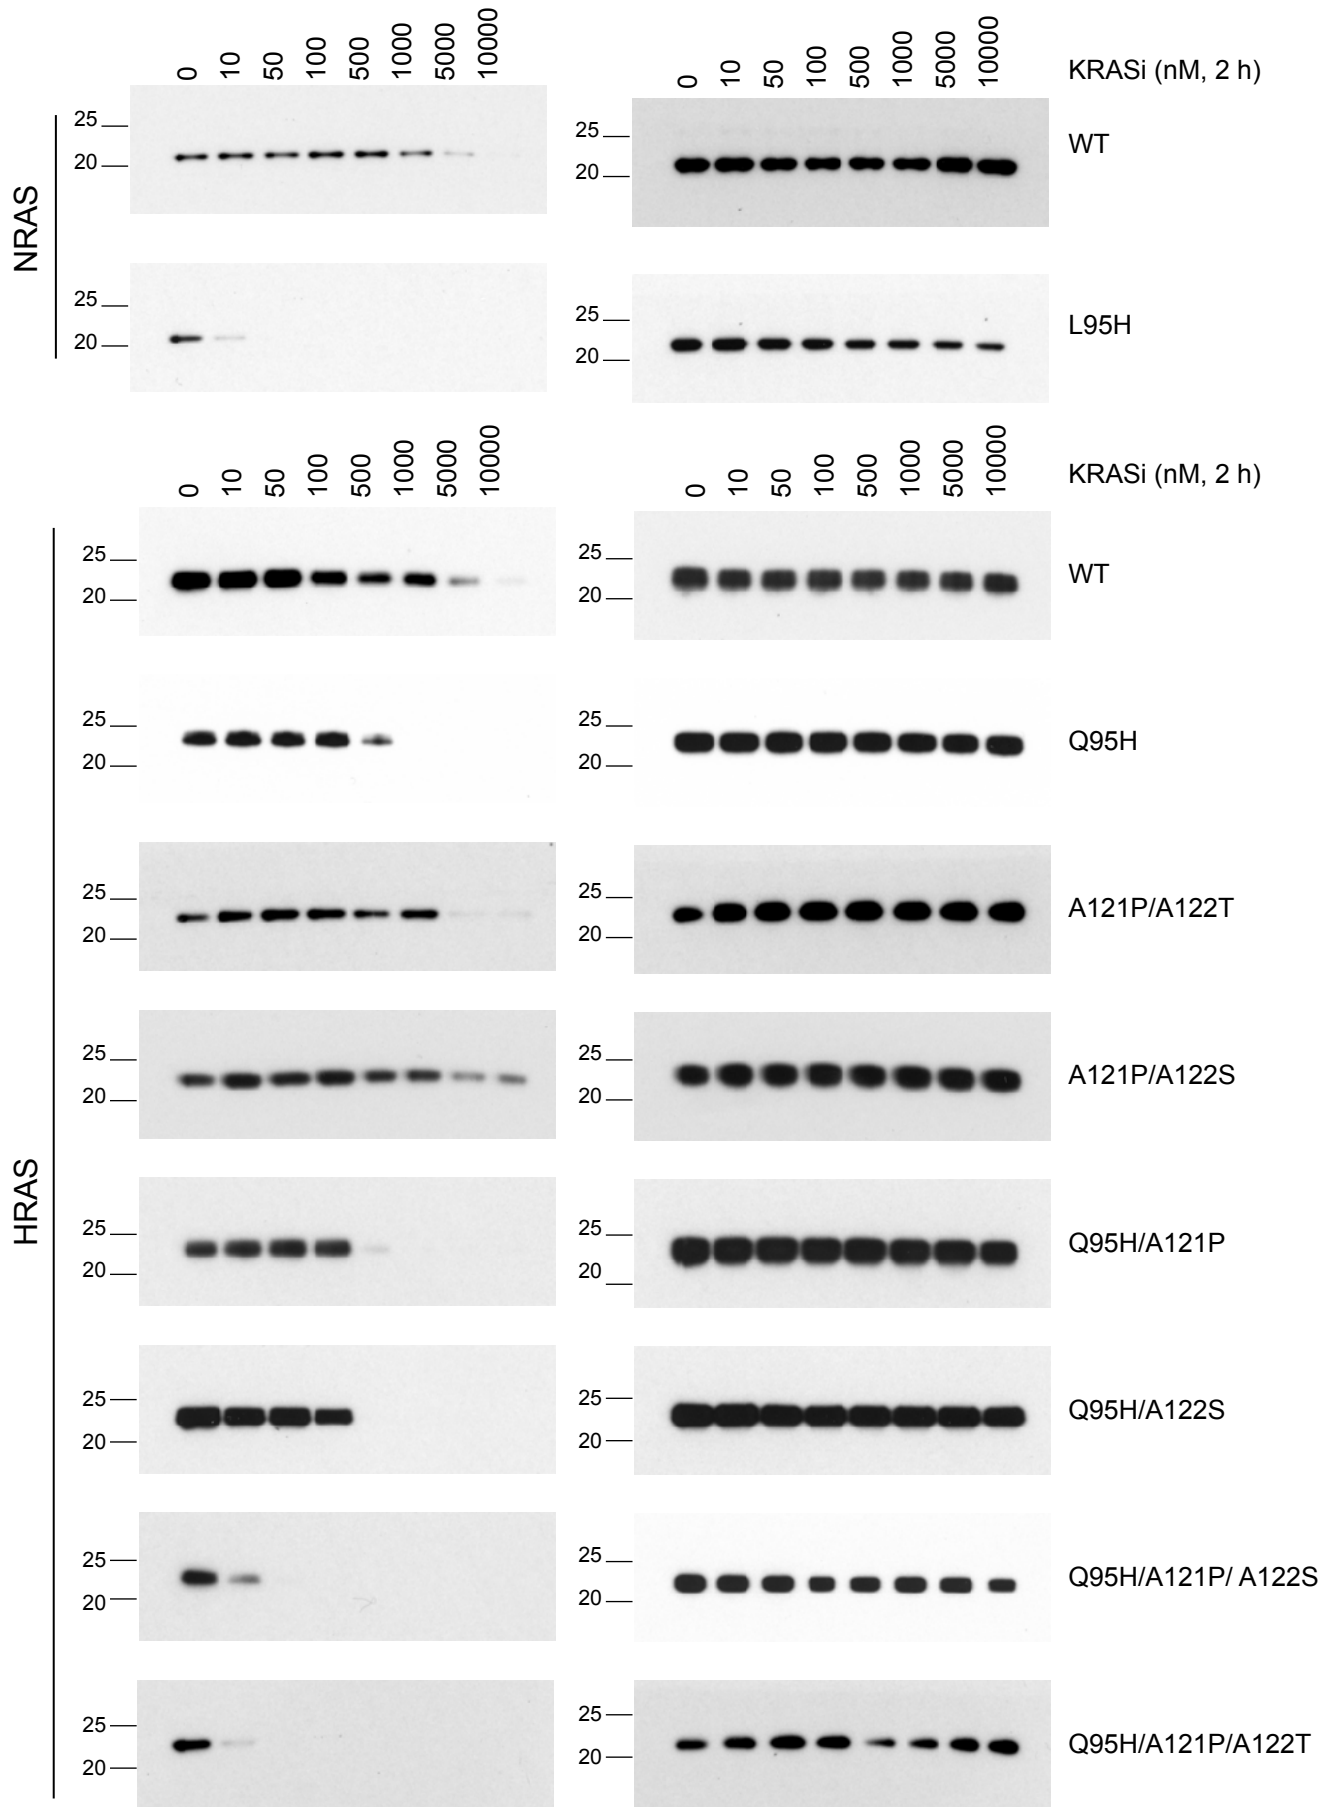 0 10 50 100 500 1000 5000 10000 0 10 50 100 500 1000 5000 10000 KRASi (nM, 2 h)
NRAS
25 25 WT
20 20
25 25 L95H
20 20
0 10 50 100 500 1000 5000 10000 0 10 50 100 500 1000 5000 10000 KRASi (nM, 2 h)
HRAS
25 25 WT
20 20
25 25 Q95H
20 20
25 25 A121P/A122T
20 20
25 25 A121P/A122S
20 20
25 25 Q95H/A121P
20 20
25 25 Q95H/A122S
20 20
25 25 Q95H/A121P/ A122S
20 20
25 25 Q95H/A121P/A122T
20 20